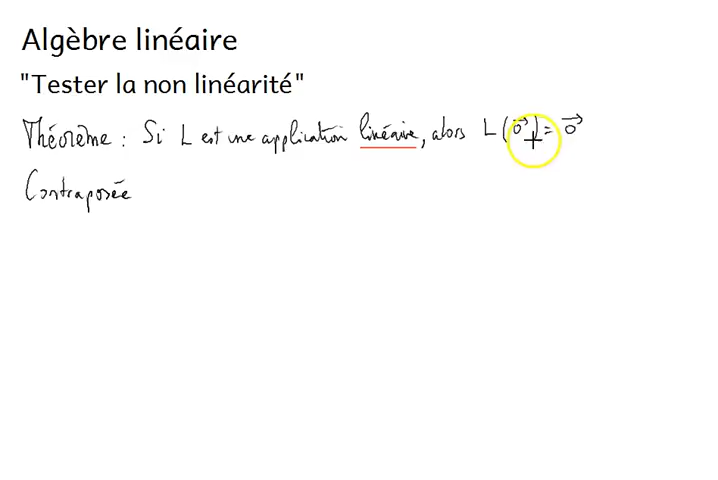 Algèbre linéaire
"Tester la non linéarité"
Théorème : Si L est une application linéaire, alors L(0⃗) = 0⃗
Contraposée